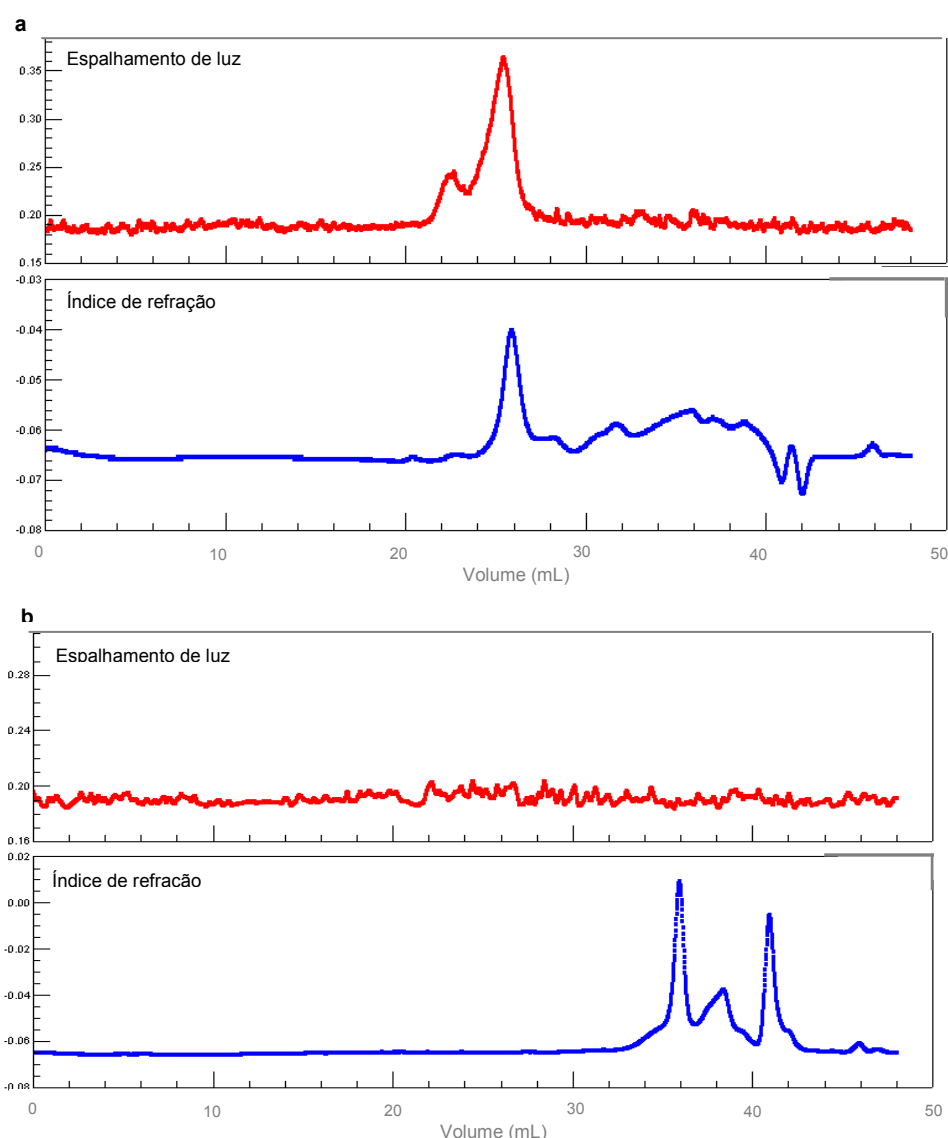 a
Espalhamento de luz
0.35
0.30
0.25
0.20
0.15
-0.03
Índice de refração
-0.04
-0.05
-0.06
-0.07
-0.08
0 10 20 30 40 50
Volume (mL)
b
Espalhamento de luz
0.28
0.24
0.20
0.16
0.02
Índice de refracão
0.00
-0.02
-0.04
-0.06
-0.08
0 10 20 30 40 50
Volume (mL)